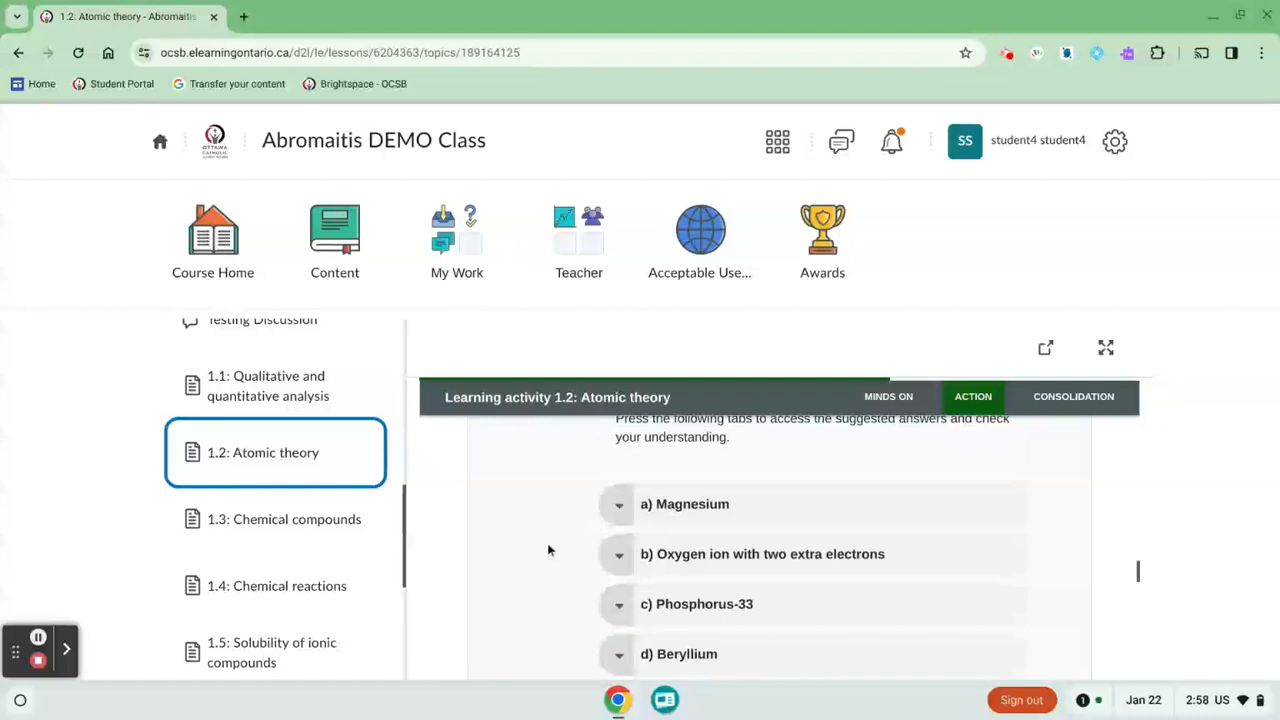 1.2: Atomic theory - Abromaitis
ocsb.elearningontario.ca/d2l/le/lessons/6204363/topics/189164125
Home
Student Portal
Transfer your content
Brightspace - OCSB
Abromaitis DEMO Class
SS
student4 student4
Course Home
Content
My Work
Teacher
Acceptable Use...
Awards
Testing Discussion
1.1: Qualitative and
quantitative analysis
1.2: Atomic theory
1.3: Chemical compounds
1.4: Chemical reactions
1.5: Solubility of ionic
compounds
Learning activity 1.2: Atomic theory
MINDS ON
ACTION
CONSOLIDATION
Press the following tabs to access the suggested answers and check
your understanding.
a) Magnesium
b) Oxygen ion with two extra electrons
c) Phosphorus-33
d) Beryllium
Sign out
1
Jan 22
2:58 US